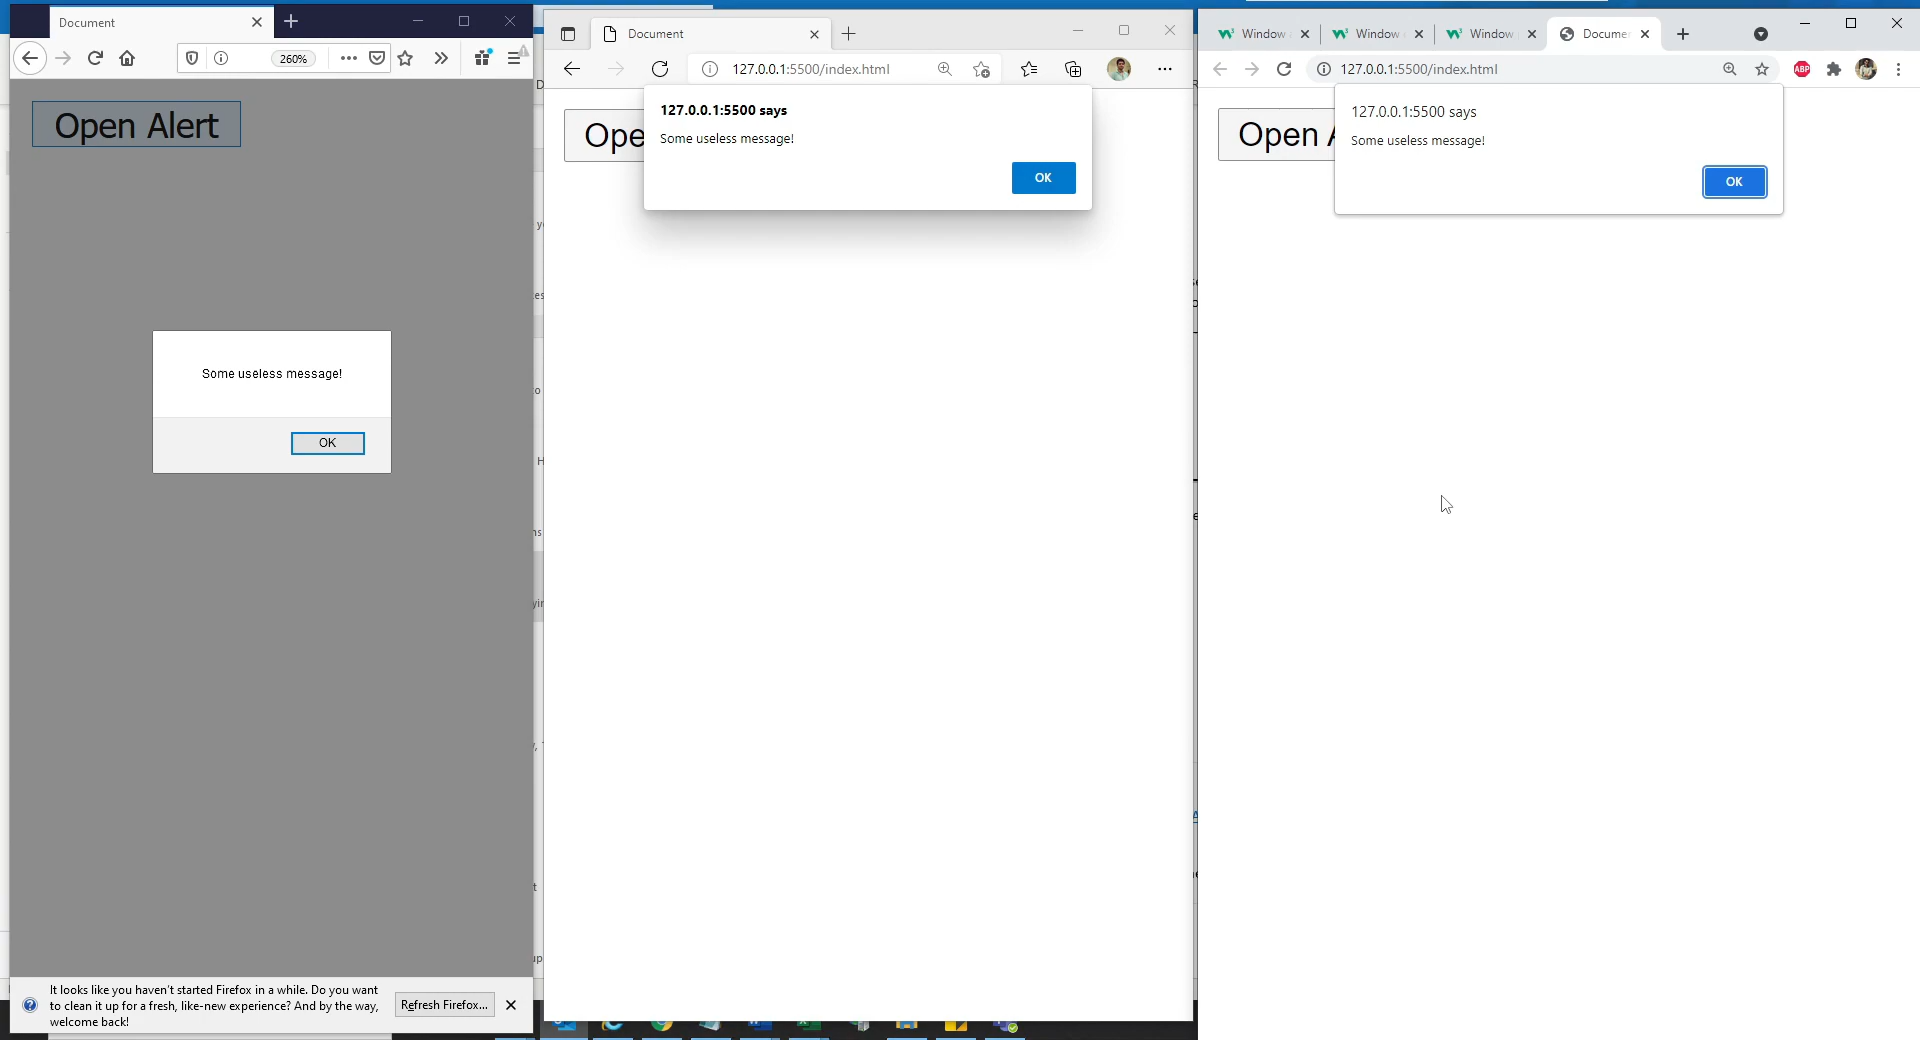 Document
260%
Open Alert
Some useless message!
OK
It looks like you haven't started Firefox in a while. Do you want
to clean it up for a fresh, like-new experience? And by the way,
welcome back!
Refresh Firefox...
Document
127.0.0.1:5500/index.html
Ope
127.0.0.1:5500 says
Some useless message!
OK
Window
Window
Window
Docume
127.0.0.1:5500/index.html
ABP
Open A
127.0.0.1:5500 says
Some useless message!
OK